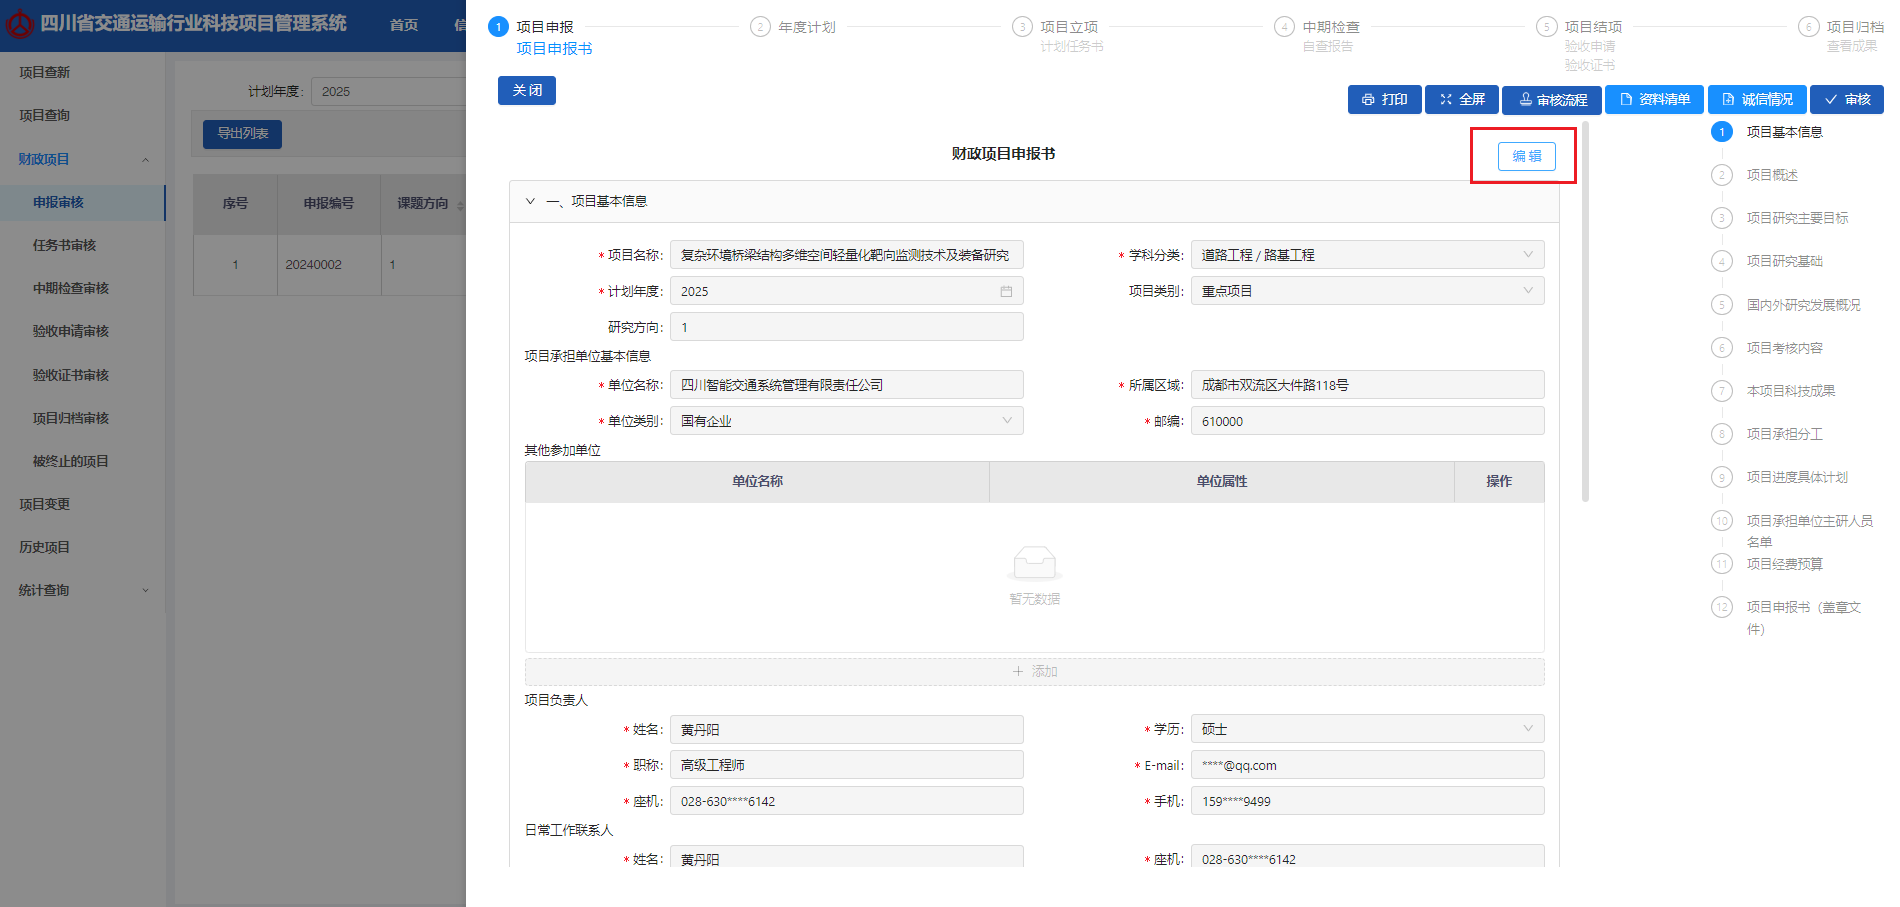 四川省交通运输行业科技项目管理系统
首页
项目查新
项目查询
财政项目
申报审核
任务书审核
中期检查审核
验收申请审核
验收证书审核
项目归档审核
被终止的项目
项目变更
历史项目
统计查询
计划年度: 2025
导出列表
序号 申报编号 课题方向
1 20240002 1
1 项目申报
项目申报书
2 年度计划
3 项目立项
计划任务书
4 中期检查
自查报告
5 项目结项
验收申请
验收证书
6 项目归档
查看成果
关 闭
打印 全屏 审核流程 资料清单 诚信情况 审核
财政项目申报书
编 辑
一、项目基本信息
* 项目名称: 复杂环境桥梁结构多维空间轻量化靶向监测技术及装备研究 * 学科分类: 道路工程 / 路基工程
* 计划年度: 2025 项目类别: 重点项目
研究方向: 1
项目承担单位基本信息
* 单位名称: 四川智能交通系统管理有限责任公司 * 所属区域: 成都市双流区大件路118号
* 单位类别: 国有企业 * 邮编: 610000
其他参加单位
单位名称 单位属性 操作
暂无数据
+ 添加
项目负责人
* 姓名: 黄丹阳 * 学历: 硕士
* 职称: 高级工程师 * E-mail: ****@qq.com
* 座机: 028-630****6142 * 手机: 159****9499
日常工作联系人
* 姓名: 黄丹阳 * 座机: 028-630****6142
1 项目基本信息
2 项目概述
3 项目研究主要目标
4 项目研究基础
5 国内外研究发展概况
6 项目考核内容
7 本项目科技成果
8 项目承担分工
9 项目进度具体计划
10 项目承担单位主研人员
名单
11 项目经费预算
12 项目申报书（盖章文
件）